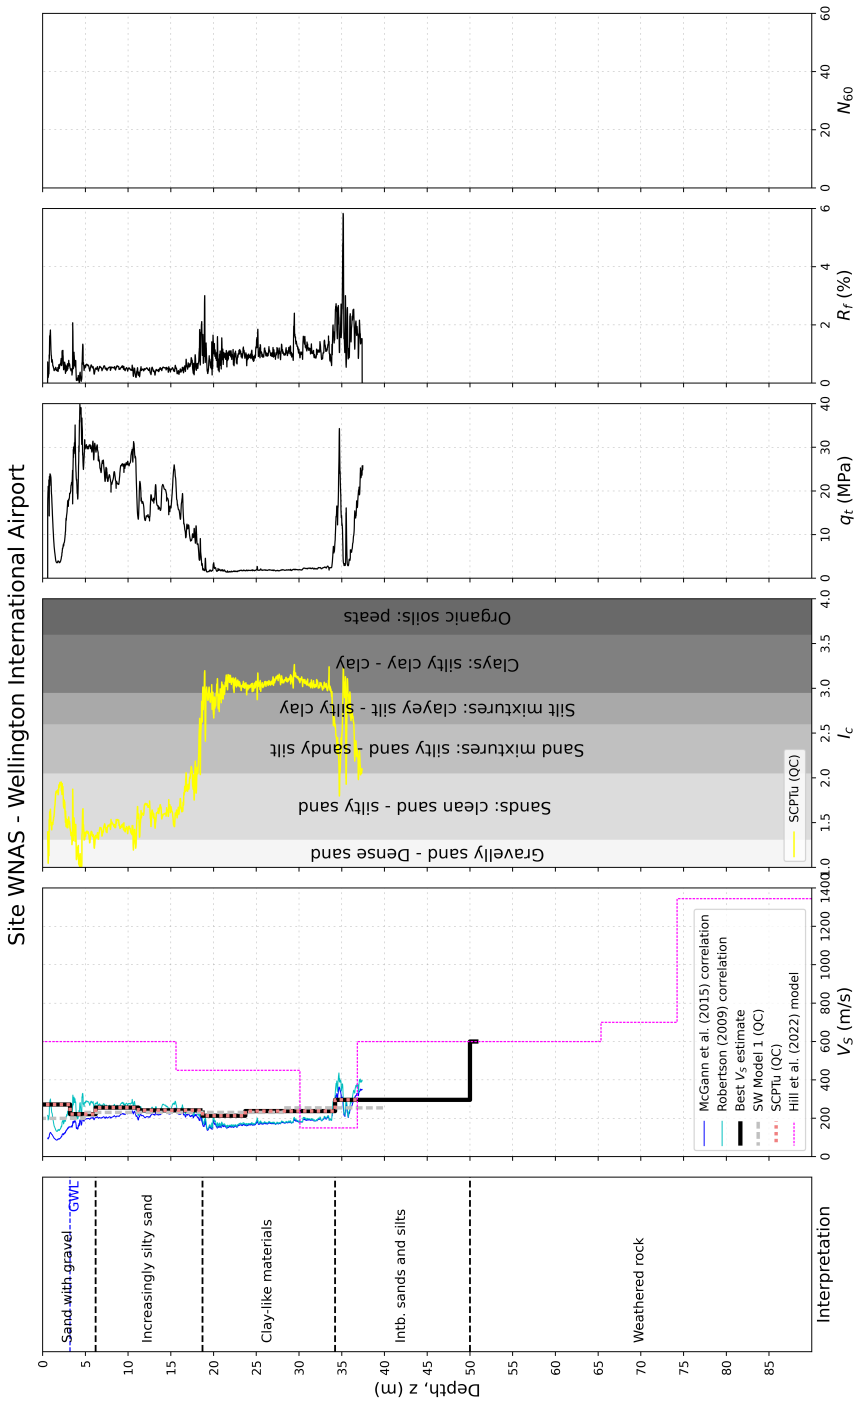 Site WNAS - Wellington International Airport
Depth, z (m)
0
5
10
15
20
25
30
35
40
45
50
55
60
65
70
75
80
85
Sand with gravel
GWL
Increasingly silty sand
Clay-like materials
Intb. sands and silts
Weathered rock
Interpretation
0
200
400
600
800
1000
1200
1400
V_S (m/s)
McGann et al. (2015) correlation
Robertson (2009) correlation
Best V_S estimate
SW Model 1 (QC)
SCPTu (QC)
Hill et al. (2022) model
Gravelly sand - Dense sand
Sands: clean sand - silty sand
Sand mixtures: silty sand - sandy silt
Silt mixtures: clayey silt - silty clay
Clays: silty clay - clay
Organic soils: peats
SCPTu (QC)
1.0
1.5
2.0
2.5
3.0
3.5
4.0
I_c
0
10
20
30
40
q_t (MPa)
0
2
4
6
R_f (%)
0
20
40
60
N_60